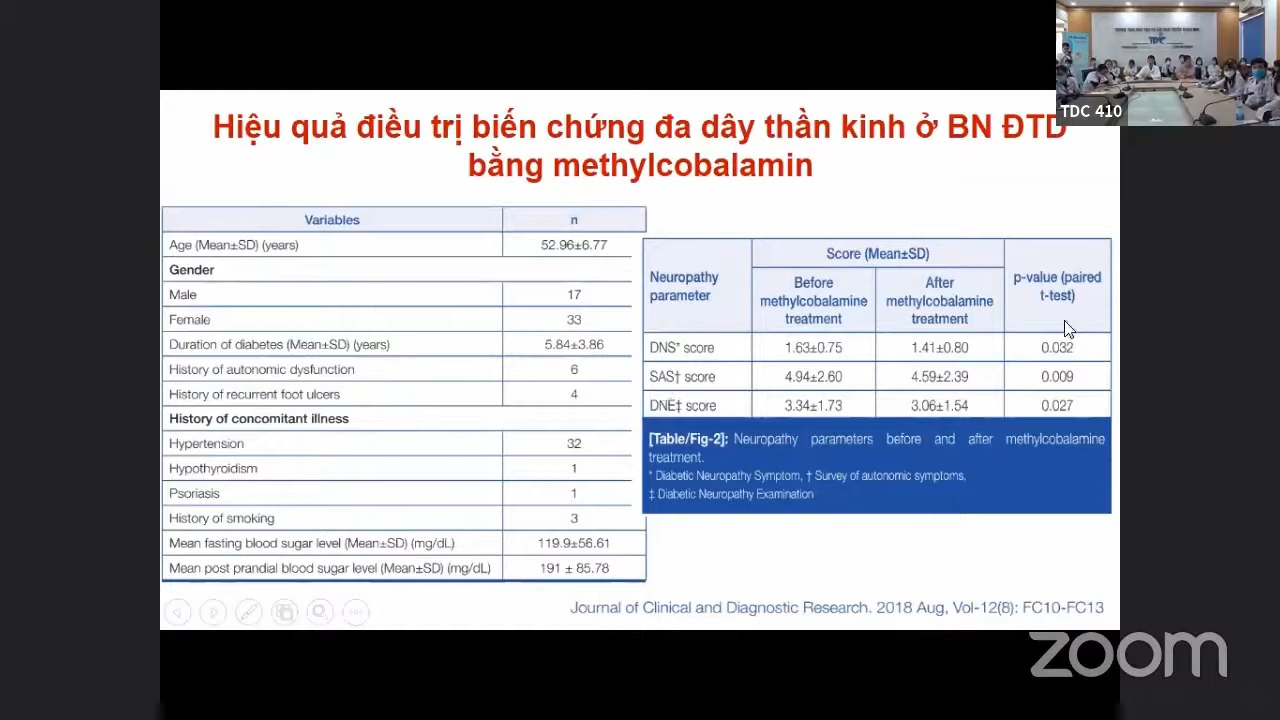 TDC
TDC 410
Hiệu quả điều trị biến chứng đa dây thần kinh ở BN ĐTĐ
bằng methylcobalamin
Variables n
Age (Mean±SD) (years) 52.96±6.77
Gender
Male 17
Female 33
Duration of diabetes (Mean±SD) (years) 5.84±3.86
History of autonomic dysfunction 6
History of recurrent foot ulcers 4
History of concomitant illness
Hypertension 32
Hypothyroidism 1
Psoriasis 1
History of smoking 3
Mean fasting blood sugar level (Mean±SD) (mg/dL) 119.9±56.61
Mean post prandial blood sugar level (Mean±SD) (mg/dL) 191 ± 85.78
Neuropathy
parameter
Score (Mean±SD)
Before
methylcobalamine
treatment
After
methylcobalamine
treatment
p-value (paired
t-test)
DNS* score 1.63±0.75 1.41±0.80 0.032
SAS† score 4.94±2.60 4.59±2.39 0.009
DNE‡ score 3.34±1.73 3.06±1.54 0.027
[Table/Fig-2]: Neuropathy parameters before and after methylcobalamine
treatment.
* Diabetic Neuropathy Symptom, † Survey of autonomic symptoms,
‡ Diabetic Neuropathy Examination
Journal of Clinical and Diagnostic Research. 2018 Aug, Vol-12(8): FC10-FC13
zoom